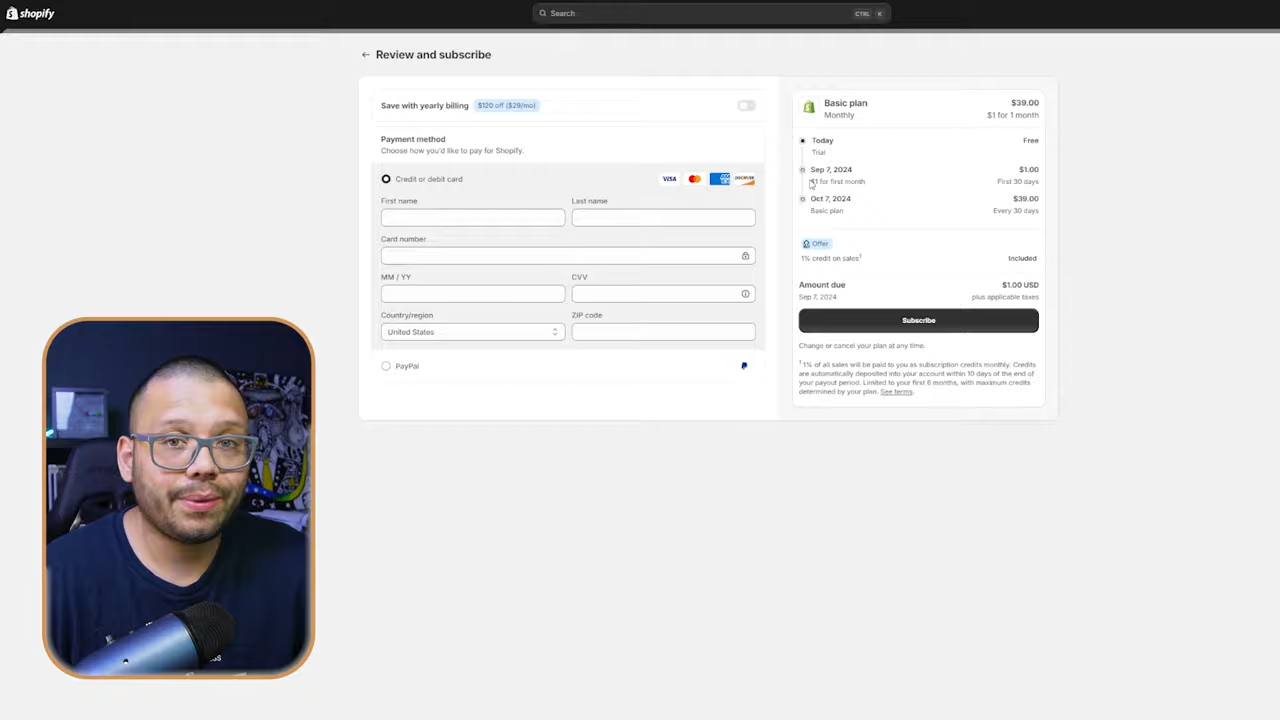 shopify
Search
CTRL K
← Review and subscribe
Save with yearly billing $120 off ($29/mo)
Payment method
Choose how you'd like to pay for Shopify.
Credit or debit card
VISA
DISCOVER
First name
Last name
Card number
MM / YY
CVV
Country/region
ZIP code
United States
PayPal
Basic plan $39.00
Monthly $1 for 1 month
Today Free
Trial
Sep 7, 2024 $1.00
$1 for first month First 30 days
Oct 7, 2024 $39.00
Basic plan Every 30 days
Offer
1% credit on sales¹ Included
Amount due $1.00 USD
Sep 7, 2024 plus applicable taxes
Subscribe
Change or cancel your plan at any time.
¹ 1% of all sales will be paid to you as subscription credits monthly. Credits
are automatically deposited into your account within 10 days of the end of
your payout period. Limited to your first 6 months, with maximum credits
determined by your plan. See terms.